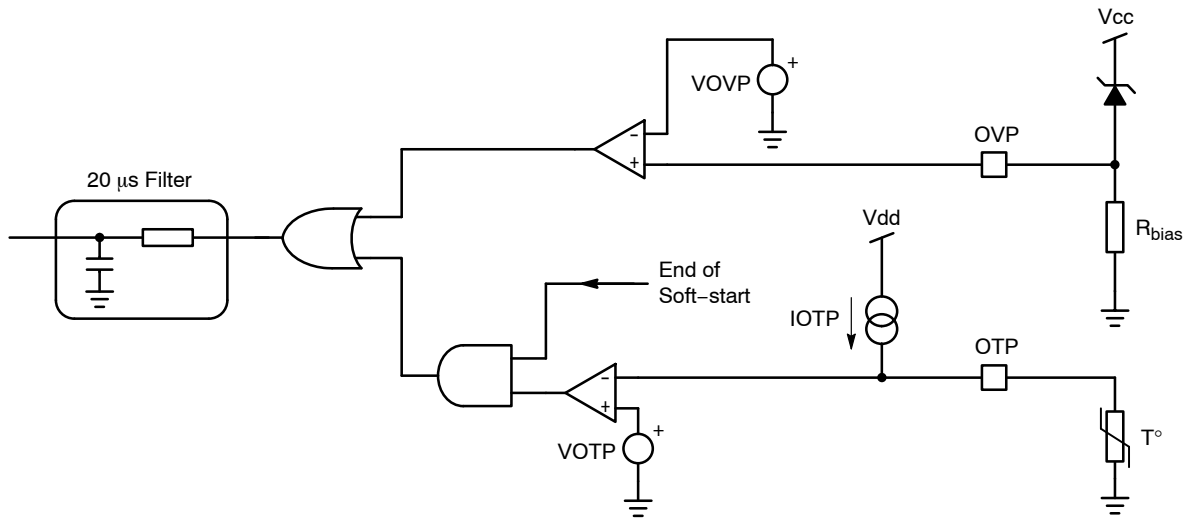 Vcc
+
VOVP
-
+
OVP
20 μs Filter
Vdd
Rbias
End of
Soft−start
IOTP
OTP
-
+
+
VOTP
T°